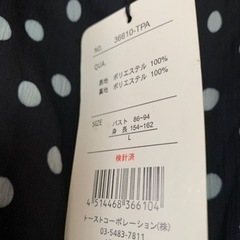 NO. 36610-TPA
QUA.
表地 ポリエステル 100%
裏地 ポリエステル 100%
SIZE バスト 86-94
身長 154-162
L
検針済
4514468366104
トーストコーポレーション(株)
03-5483-7811